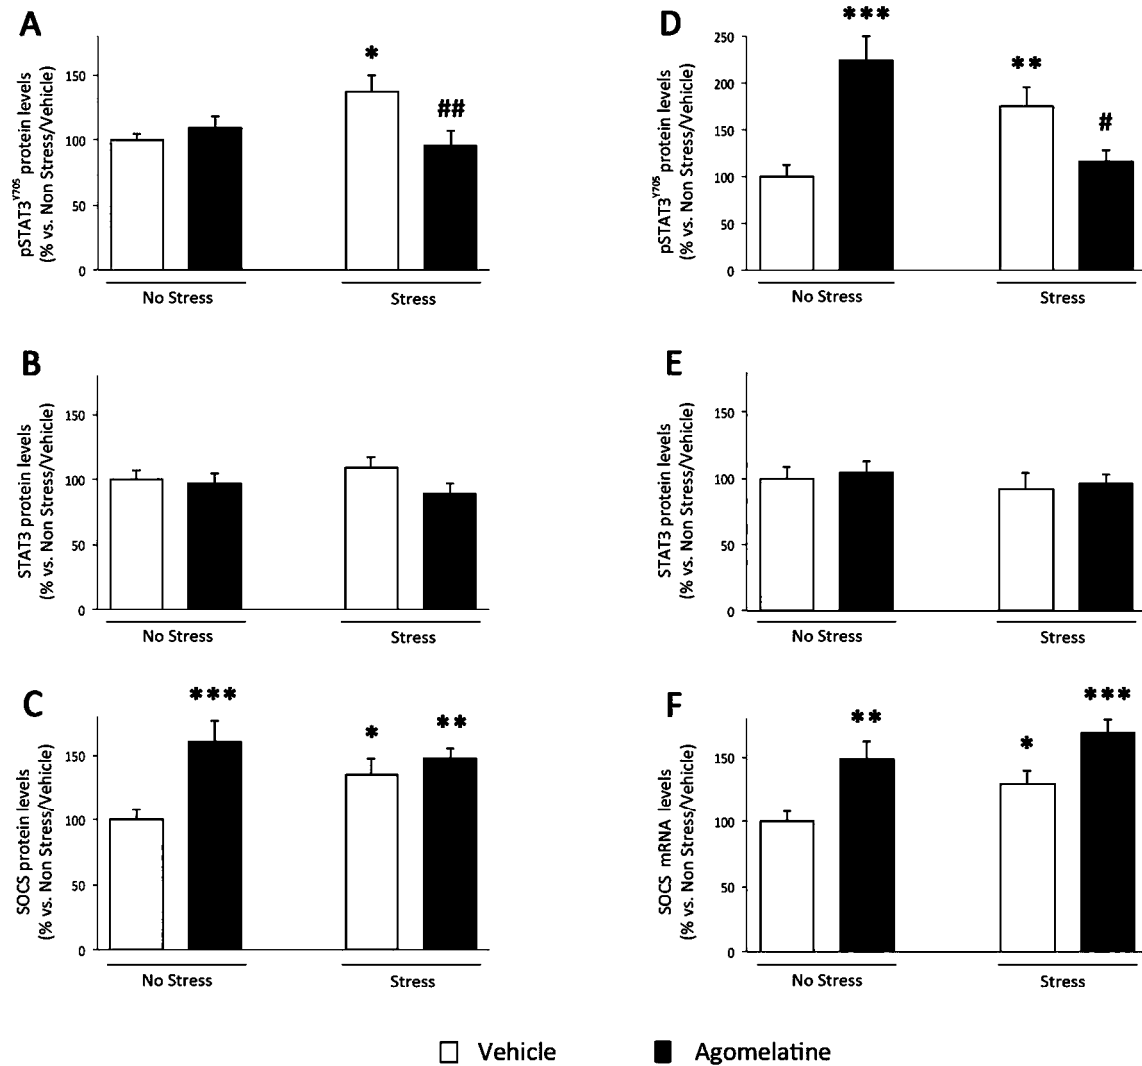 A
pSTAT3Y705 protein levels
(% vs. Non Stress/Vehicle)
150
100
50
0
*
##
No Stress
Stress
D
pSTAT3Y705 protein levels
(% vs. Non Stress/Vehicle)
250
200
150
100
50
0
***
**
#
No Stress
Stress
B
STAT3 protein levels
(% vs. Non Stress/Vehicle)
150
100
50
0
No Stress
Stress
E
STAT3 protein levels
(% vs. Non Stress/Vehicle)
150
100
50
0
No Stress
Stress
C
SOCS protein levels
(% vs. Non Stress/Vehicle)
150
100
50
0
***
*
**
No Stress
Stress
F
SOCS mRNA levels
(% vs. Non Stress/Vehicle)
150
100
50
0
**
*
***
No Stress
Stress
Vehicle
Agomelatine